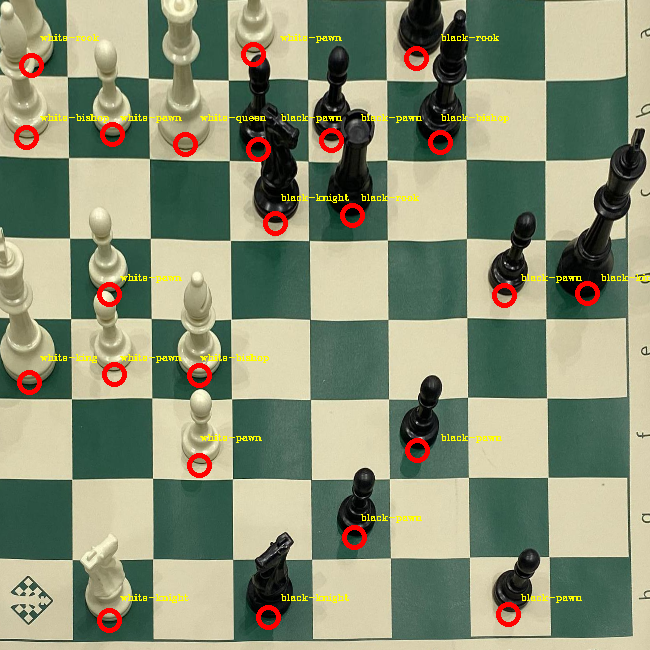 white-rook
white-pawn
black-rook
a
white-bishop
white-pawn
white-queen
black-pawn
black-pawn
black-bishop
b
black-knight
black-rook
white-pawn
black-pawn
white-king
white-pawn
white-bishop
e
white-pawn
black-pawn
f
black-pawn
g
white-knight
black-knight
black-pawn
h